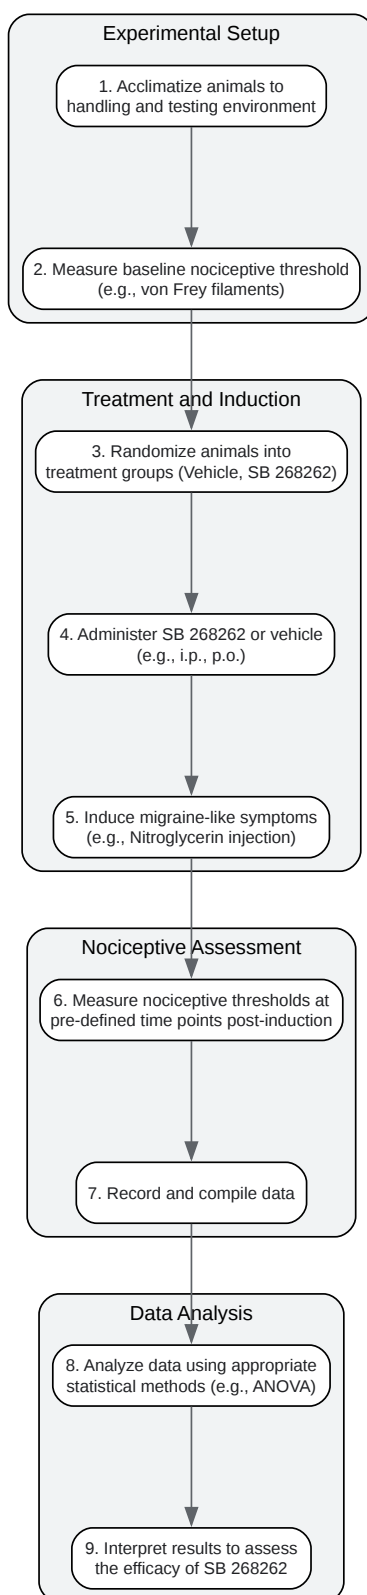 Experimental Setup
1. Acclimatize animals to
handling and testing environment
2. Measure baseline nociceptive threshold
(e.g., von Frey filaments)
Treatment and Induction
3. Randomize animals into
treatment groups (Vehicle, SB 268262)
4. Administer SB 268262 or vehicle
(e.g., i.p., p.o.)
5. Induce migraine-like symptoms
(e.g., Nitroglycerin injection)
Nociceptive Assessment
6. Measure nociceptive thresholds at
pre-defined time points post-induction
7. Record and compile data
Data Analysis
8. Analyze data using appropriate
statistical methods (e.g., ANOVA)
9. Interpret results to assess
the efficacy of SB 268262